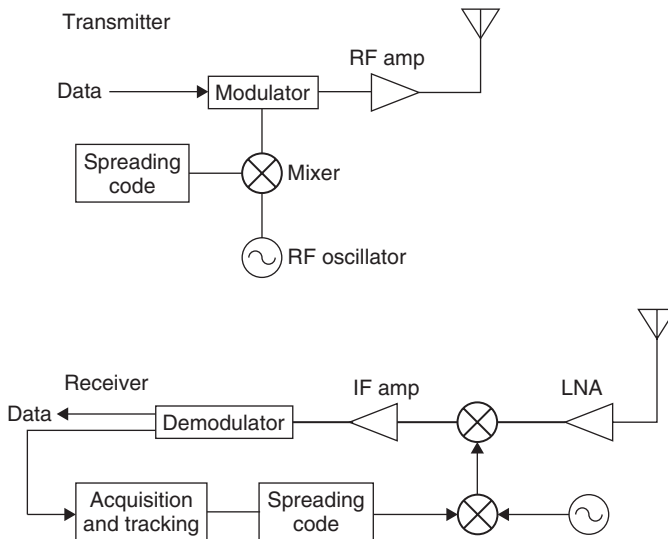 Transmitter
RF amp
Data
Modulator
Spreading
code
Mixer
RF oscillator
Receiver
IF amp
LNA
Data
Demodulator
Acquisition
and tracking
Spreading
code